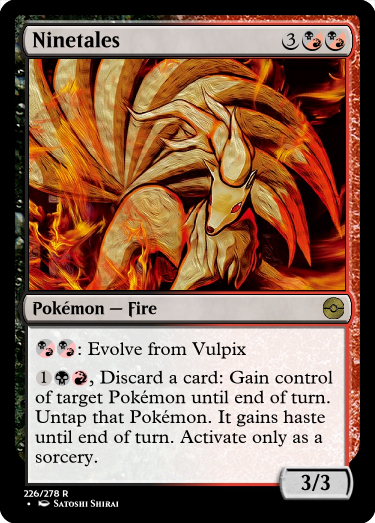 Ninetales 3
Pokémon — Fire
: Evolve from Vulpix
1, Discard a card: Gain control
of target Pokémon until end of turn.
Untap that Pokémon. It gains haste
until end of turn. Activate only as a
sorcery.
3/3
226/278 R
• Satoshi Shirai